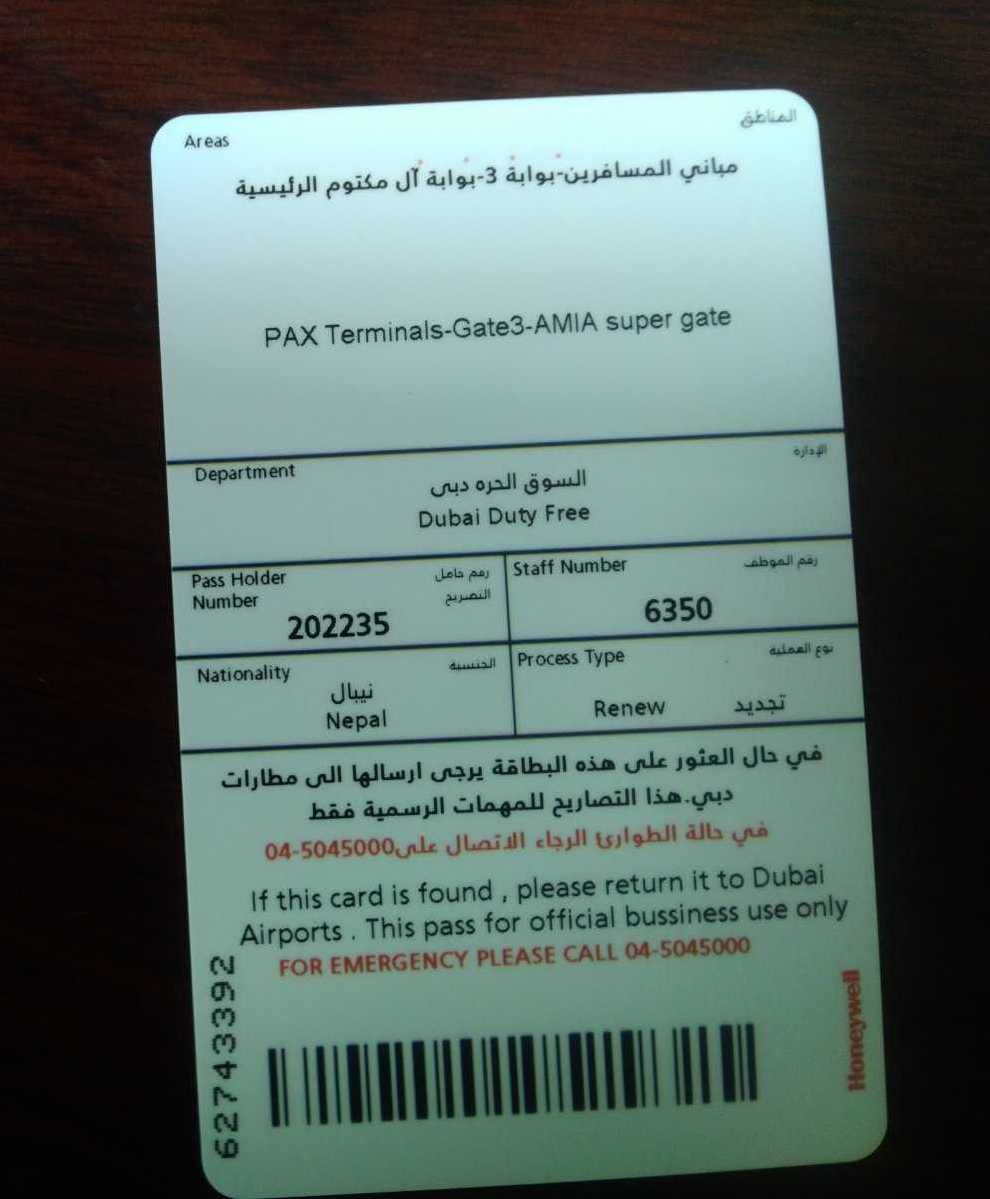 Areas
المناطق
مباني المسافرين-بوابة 3-بوابة آل مكتوم الرئيسية
PAX Terminals-Gate3-AMIA super gate
Department
الإدارة
السوق الحره دبى
Dubai Duty Free
Pass Holder
Number
رقم حامل
التصريح
202235
Staff Number
رقم الموظف
6350
Nationality
الجنسية
نيبال
Nepal
Process Type
نوع العملية
Renew
تجديد
في حال العثور على هذه البطاقة يرجى ارسالها الى مطارات
دبي.هذا التصاريح للمهمات الرسمية فقط
في حالة الطوارئ الرجاء الاتصال على04-5045000
If this card is found , please return it to Dubai
Airports . This pass for official bussiness use only
FOR EMERGENCY PLEASE CALL 04-5045000
62743392
Honeywell